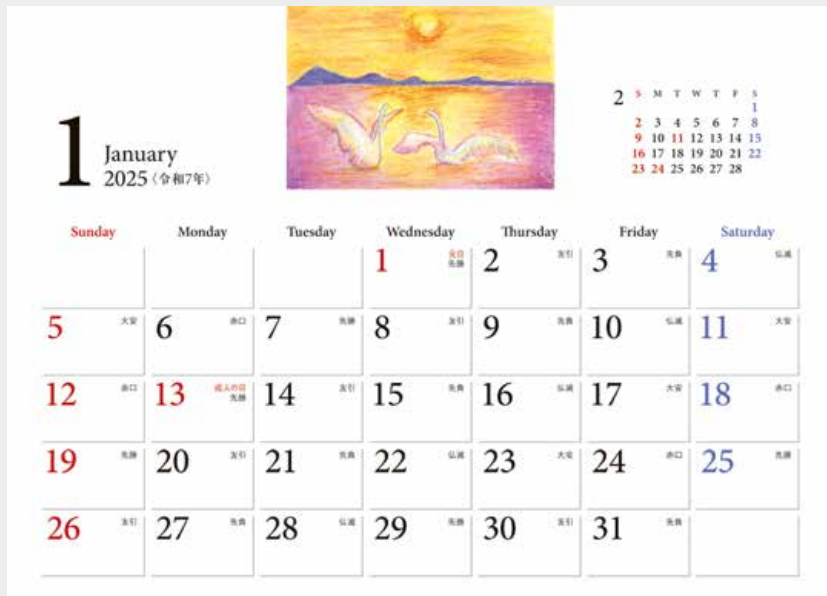 1
January
2025〈令和7年〉
2 S M T W T F S
1
2 3 4 5 6 7 8
9 10 11 12 13 14 15
16 17 18 19 20 21 22
23 24 25 26 27 28
Sunday Monday Tuesday Wednesday Thursday Friday Saturday
1 元日 先勝 2 友引 3 先負 4 仏滅
5 大安 6 赤口 7 先勝 8 友引 9 先負 10 仏滅 11 大安
12 赤口 13 成人の日 先勝 14 友引 15 先負 16 仏滅 17 大安 18 赤口
19 先勝 20 友引 21 先負 22 仏滅 23 大安 24 赤口 25 先勝
26 友引 27 先負 28 仏滅 29 先勝 30 友引 31 先負